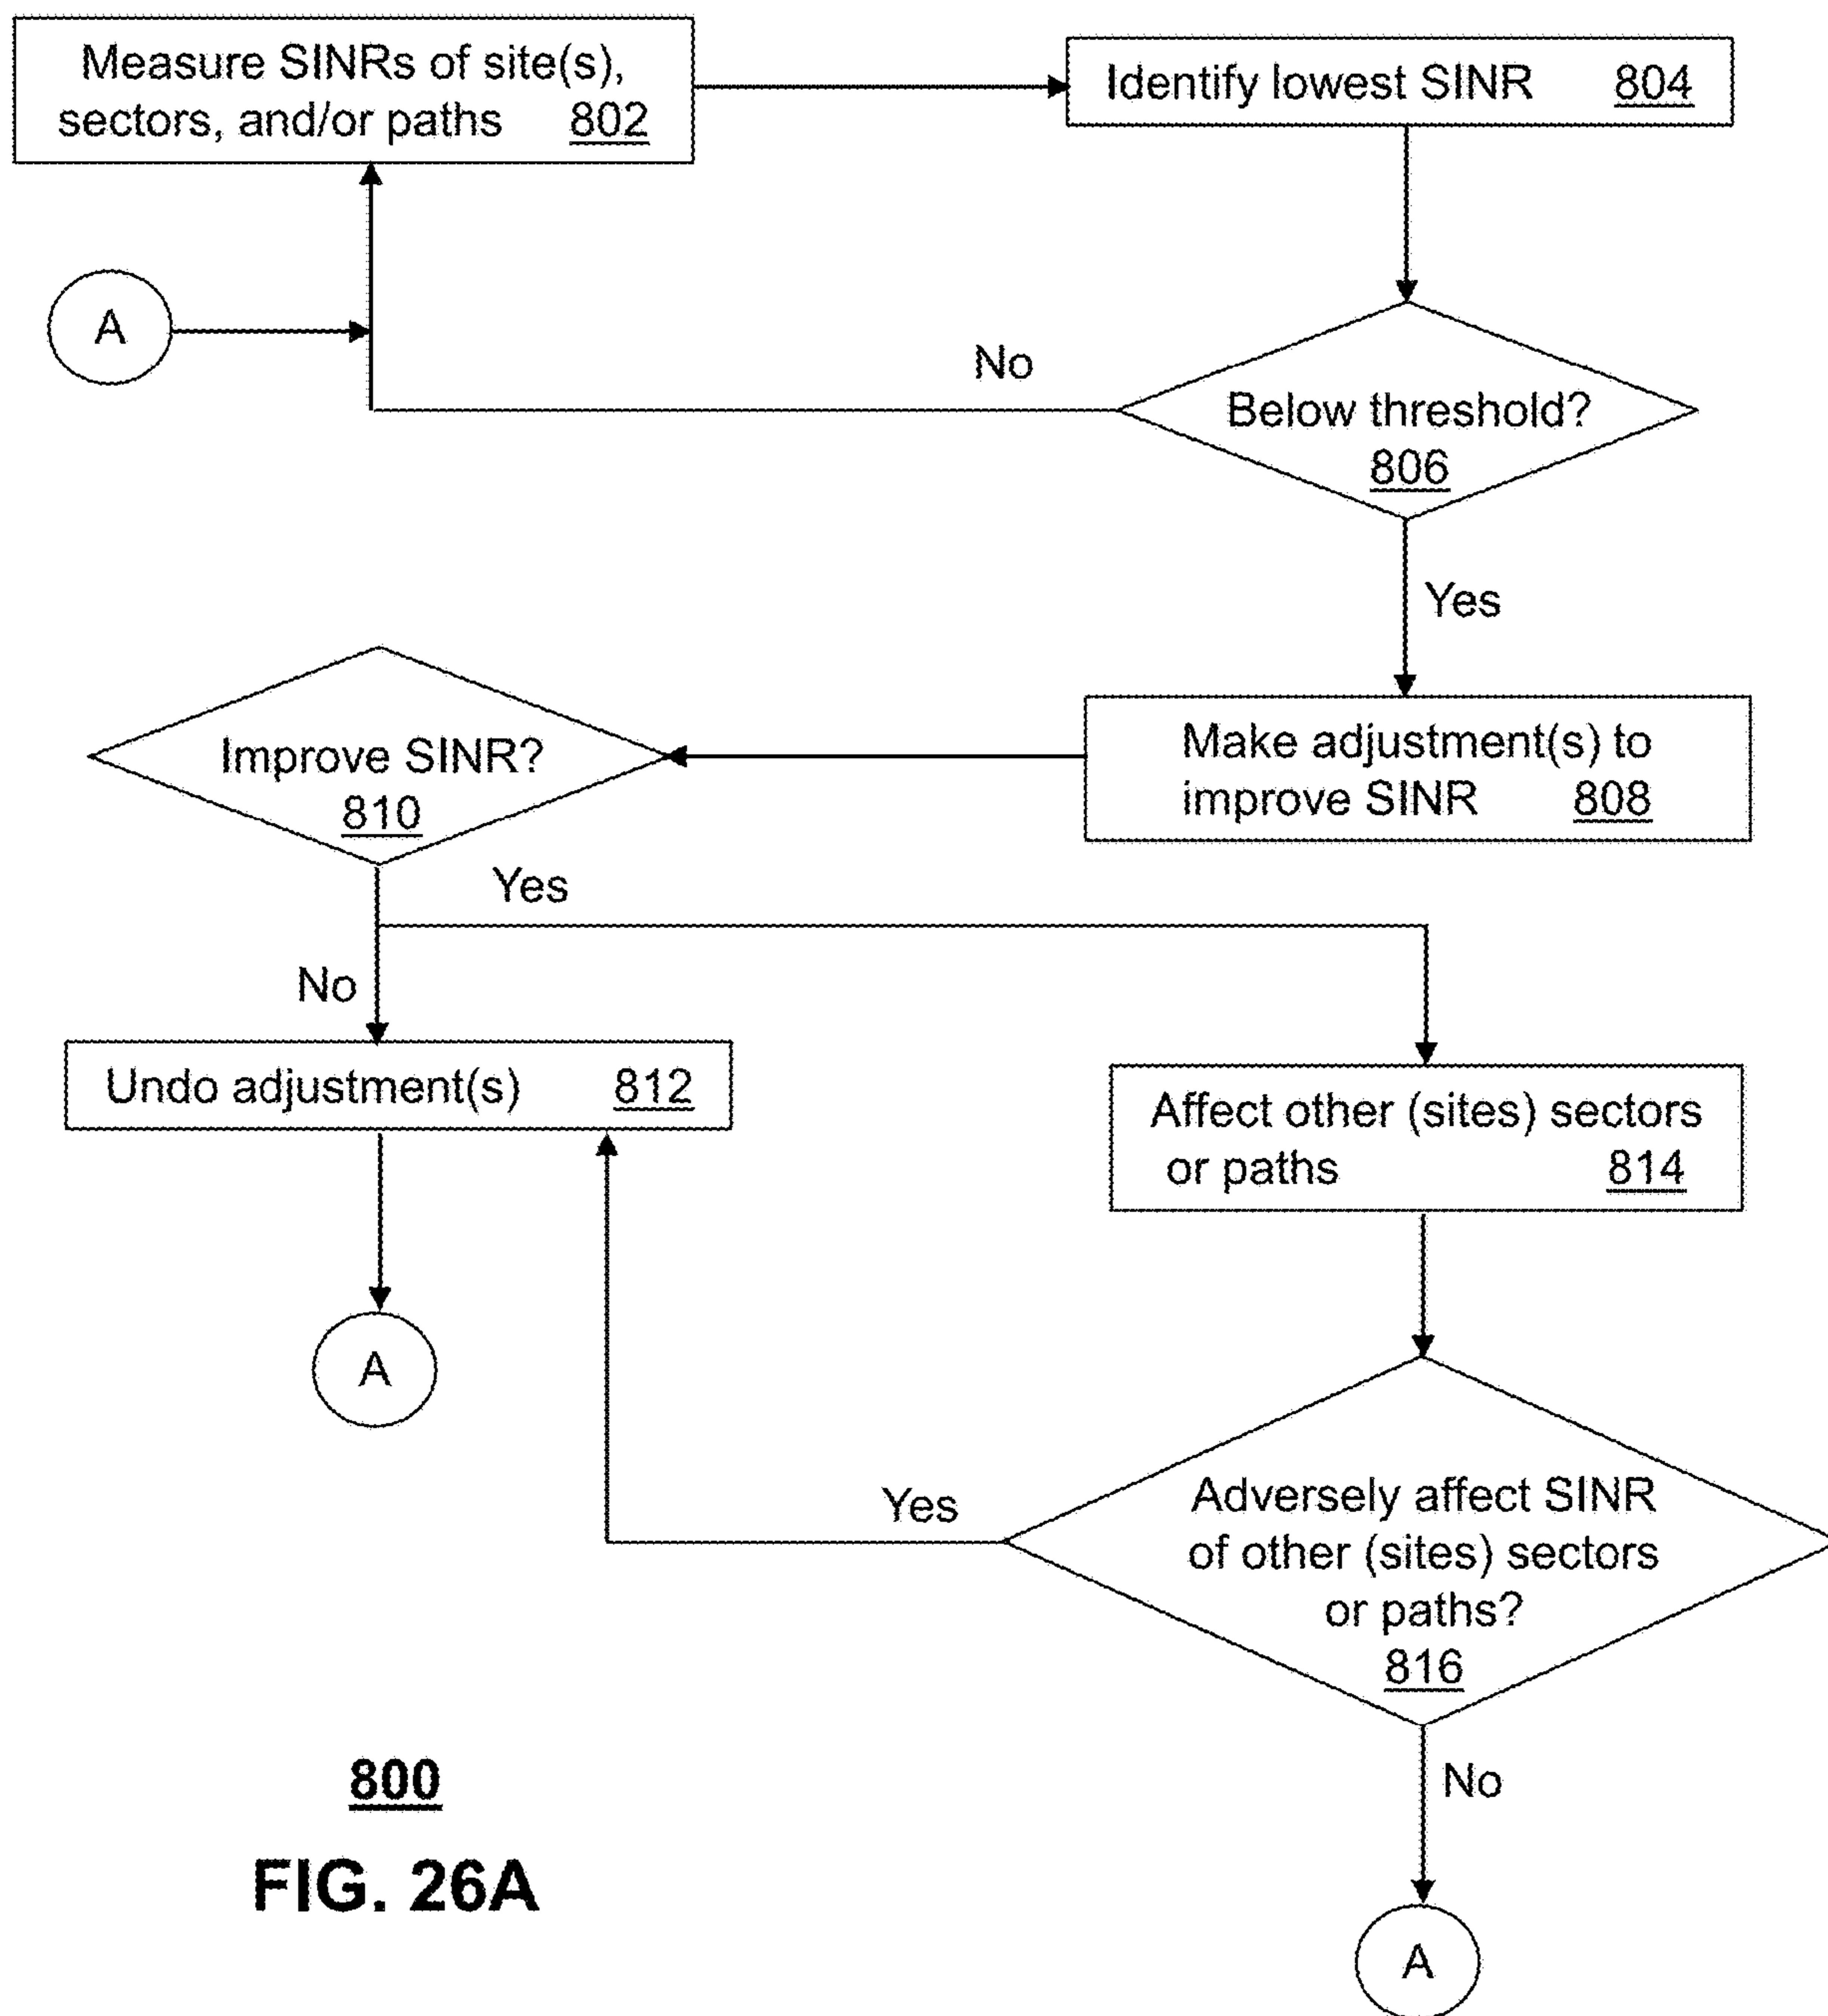 Measure SINRs of site(s),
sectors, and/or paths 802
Identify lowest SINR 804
A
No
Below threshold?
806
Yes
Improve SINR?
810
Make adjustment(s) to
improve SINR 808
Yes
No
Undo adjustment(s) 812
Affect other (sites) sectors
or paths 814
A
Yes
Adversely affect SINR
of other (sites) sectors
or paths?
816
No
800
FIG. 26A
A